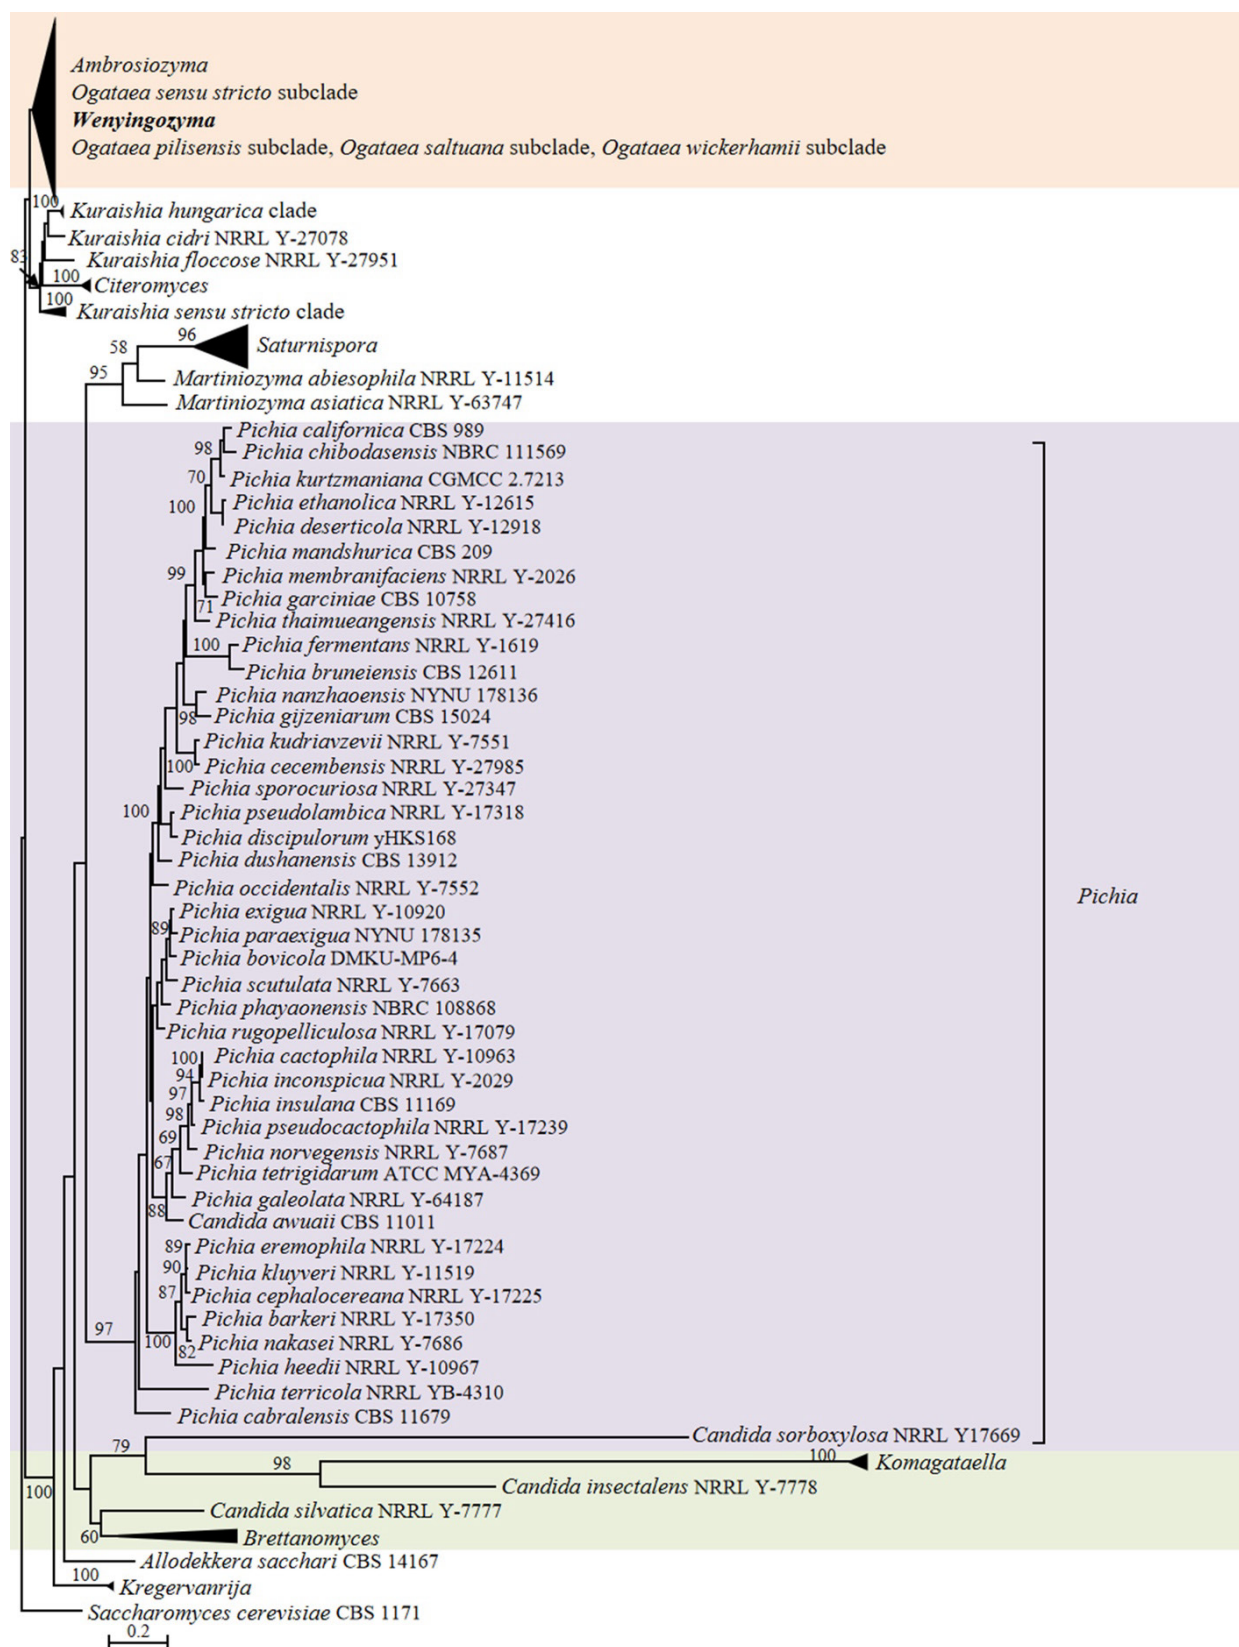 Ambrosiozyma
Ogataea sensu stricto subclade
Wenyingozyma
Ogataea pilisensis subclade, Ogataea saltuana subclade, Ogataea wickerhamii subclade
100
Kuraishia hungarica clade
Kuraishia cidri NRRL Y-27078
83
Kuraishia floccose NRRL Y-27951
100
Citeromyces
100
Kuraishia sensu stricto clade
96
58
Saturnispora
95
Martiniozyma abiesophila NRRL Y-11514
Martiniozyma asiatica NRRL Y-63747
Pichia californica CBS 989
98
Pichia chibodasensis NBRC 111569
70
Pichia kurtzmaniana CGMCC 2.7213
Pichia ethanolica NRRL Y-12615
100
Pichia deserticola NRRL Y-12918
Pichia mandshurica CBS 209
99
Pichia membranifaciens NRRL Y-2026
Pichia garciniae CBS 10758
71
Pichia thaimueangensis NRRL Y-27416
100
Pichia fermentans NRRL Y-1619
Pichia bruneiensis CBS 12611
Pichia nanzhaoensis NYNU 178136
98
Pichia gijzeniarum CBS 15024
Pichia kudriavzevii NRRL Y-7551
100
Pichia cecembensis NRRL Y-27985
Pichia sporocuriosa NRRL Y-27347
100
Pichia pseudolambica NRRL Y-17318
Pichia discipulorum yHKS168
Pichia dushanensis CBS 13912
Pichia occidentalis NRRL Y-7552
Pichia
Pichia exigua NRRL Y-10920
89
Pichia paraexigua NYNU 178135
Pichia bovicola DMKU-MP6-4
Pichia scutulata NRRL Y-7663
Pichia phayaonensis NBRC 108868
Pichia rugopelliculosa NRRL Y-17079
100
Pichia cactophila NRRL Y-10963
94
Pichia inconspicua NRRL Y-2029
97
Pichia insulana CBS 11169
98
Pichia pseudocactophila NRRL Y-17239
69
Pichia norvegensis NRRL Y-7687
67
Pichia tetrigidarum ATCC MYA-4369
Pichia galeolata NRRL Y-64187
88
Candida awuaii CBS 11011
89
Pichia eremophila NRRL Y-17224
90
Pichia kluyveri NRRL Y-11519
87
Pichia cephalocereana NRRL Y-17225
Pichia barkeri NRRL Y-17350
100
Pichia nakasei NRRL Y-7686
82
97
Pichia heedii NRRL Y-10967
Pichia terricola NRRL YB-4310
Pichia cabralensis CBS 11679
Candida sorboxylosa NRRL Y17669
79
100
Komagataella
98
Candida insectalens NRRL Y-7778
100
Candida silvatica NRRL Y-7777
60
Brettanomyces
Allodekkera sacchari CBS 14167
100
Kregervanrija
Saccharomyces cerevisiae CBS 1171
0.2